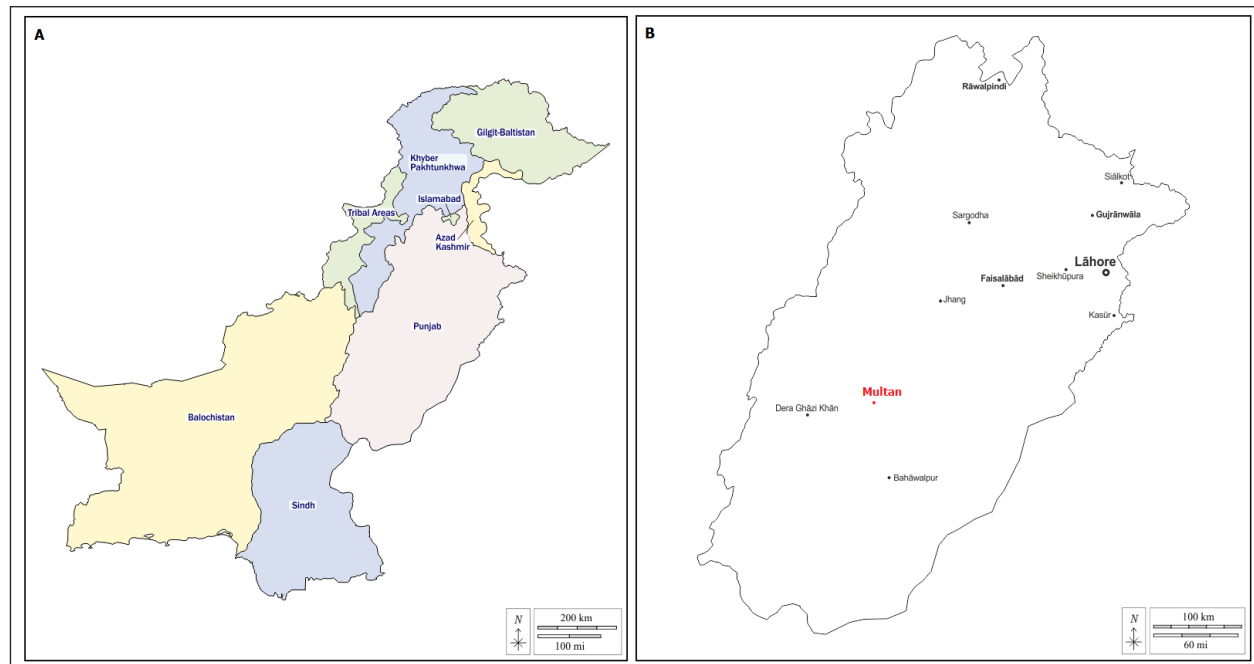 A
Gilgit-Baltistan
Khyber
Pakhtunkhwa
Islamabad
Tribal Areas
Azad
Kashmir
Punjab
Balochistan
Sindh
N
200 km
100 mi
B
Rāwalpindi
Siālkot
Gujrānwāla
Sargodha
Lāhore
Sheikhūpura
Faisalābād
Jhang
Kasūr
Multan
Dera Ghāzi Khān
Bahāwalpur
N
100 km
60 mi